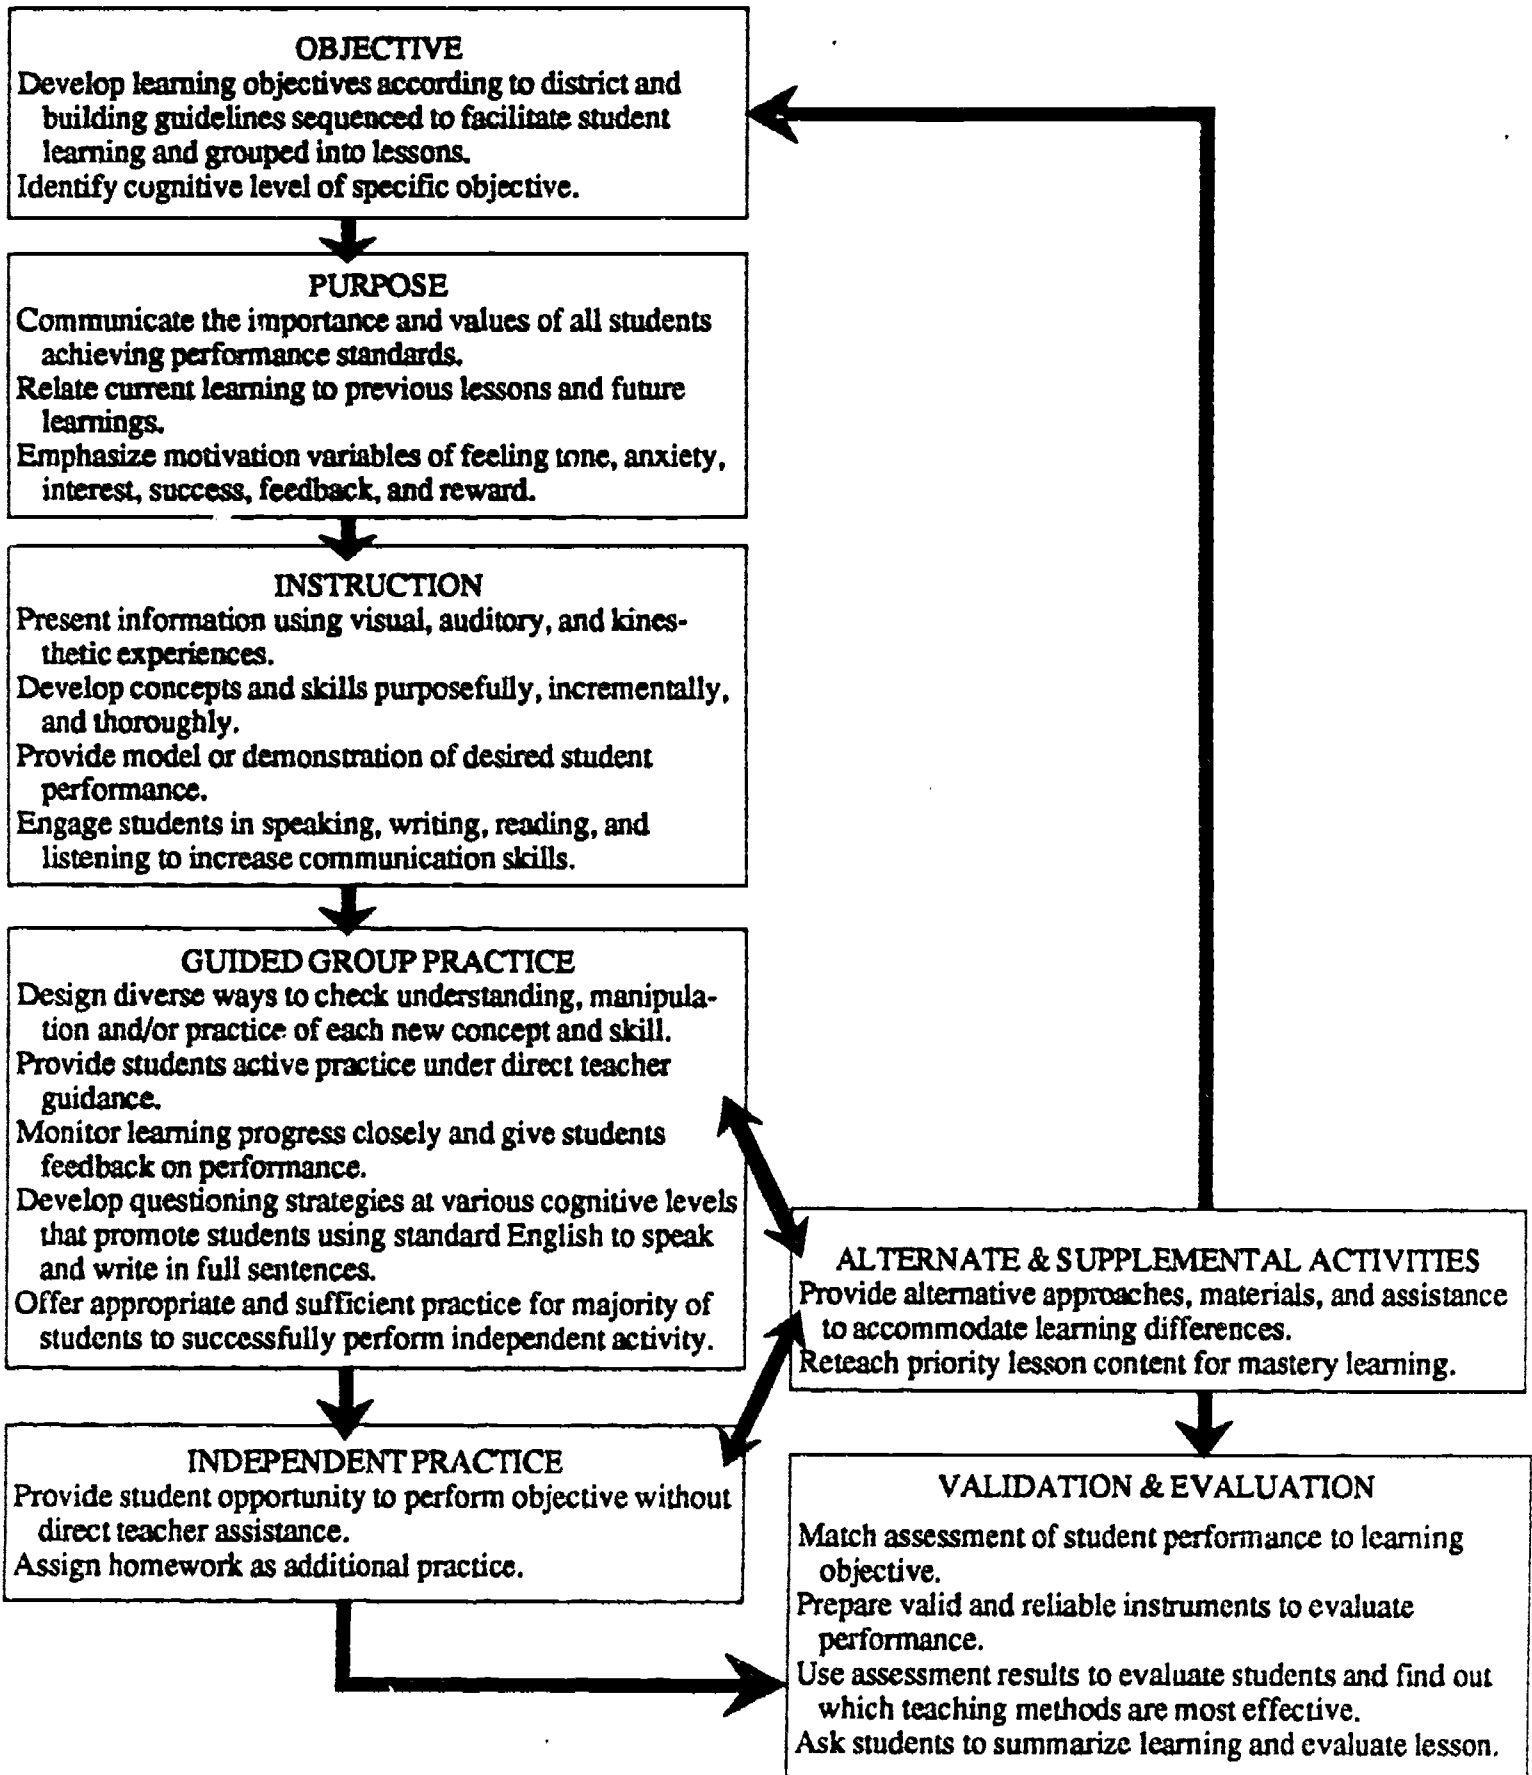 OBJECTIVE
Develop learning objectives according to district and
building guidelines sequenced to facilitate student
learning and grouped into lessons.
Identify cognitive level of specific objective.
PURPOSE
Communicate the importance and values of all students
achieving performance standards.
Relate current learning to previous lessons and future
learnings.
Emphasize motivation variables of feeling tone, anxiety,
interest, success, feedback, and reward.
INSTRUCTION
Present information using visual, auditory, and kines-
thetic experiences.
Develop concepts and skills purposefully, incrementally,
and thoroughly.
Provide model or demonstration of desired student
performance.
Engage students in speaking, writing, reading, and
listening to increase communication skills.
GUIDED GROUP PRACTICE
Design diverse ways to check understanding, manipula-
tion and/or practice of each new concept and skill.
Provide students active practice under direct teacher
guidance.
Monitor learning progress closely and give students
feedback on performance.
Develop questioning strategies at various cognitive levels
that promote students using standard English to speak
and write in full sentences.
Offer appropriate and sufficient practice for majority of
students to successfully perform independent activity.
INDEPENDENT PRACTICE
Provide student opportunity to perform objective without
direct teacher assistance.
Assign homework as additional practice.
ALTERNATE & SUPPLEMENTAL ACTIVITIES
Provide alternative approaches, materials, and assistance
to accommodate learning differences.
Reteach priority lesson content for mastery learning.
VALIDATION & EVALUATION
Match assessment of student performance to learning
objective.
Prepare valid and reliable instruments to evaluate
performance.
Use assessment results to evaluate students and find out
which teaching methods are most effective.
Ask students to summarize learning and evaluate lesson.